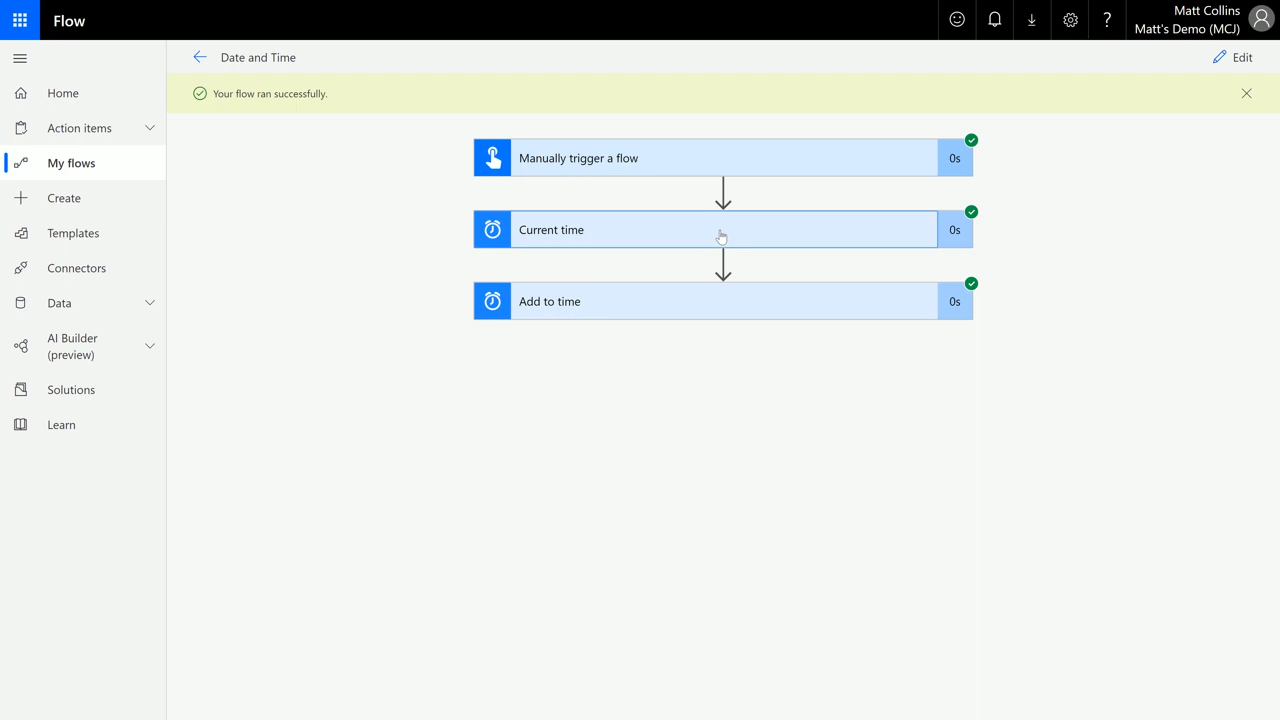 Flow
Matt Collins
Matt's Demo (MCJ)
Date and Time
Edit
Your flow ran successfully.
Home
Action items
My flows
Create
Templates
Connectors
Data
AI Builder
(preview)
Solutions
Learn
Manually trigger a flow
0s
Current time
0s
Add to time
0s